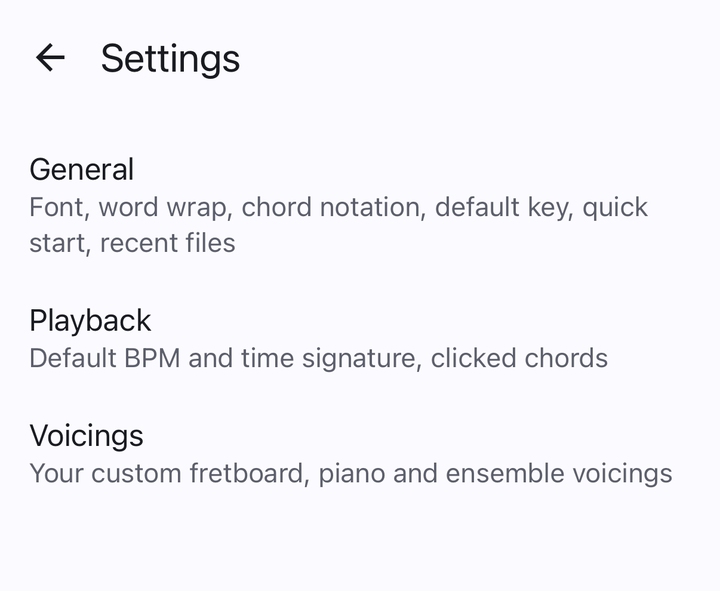 Settings
General
Font, word wrap, chord notation, default key, quick
start, recent files
Playback
Default BPM and time signature, clicked chords
Voicings
Your custom fretboard, piano and ensemble voicings